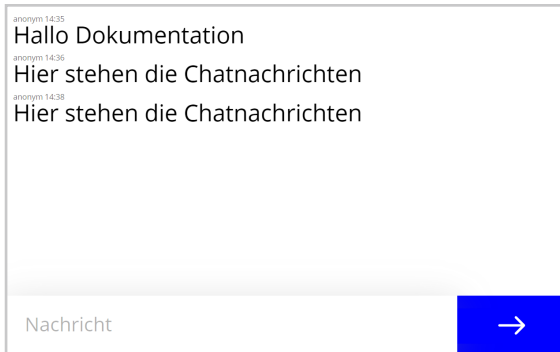 anonym 14:35
Hallo Dokumentation
anonym 14:36
Hier stehen die Chatnachrichten
anonym 14:38
Hier stehen die Chatnachrichten
Nachricht